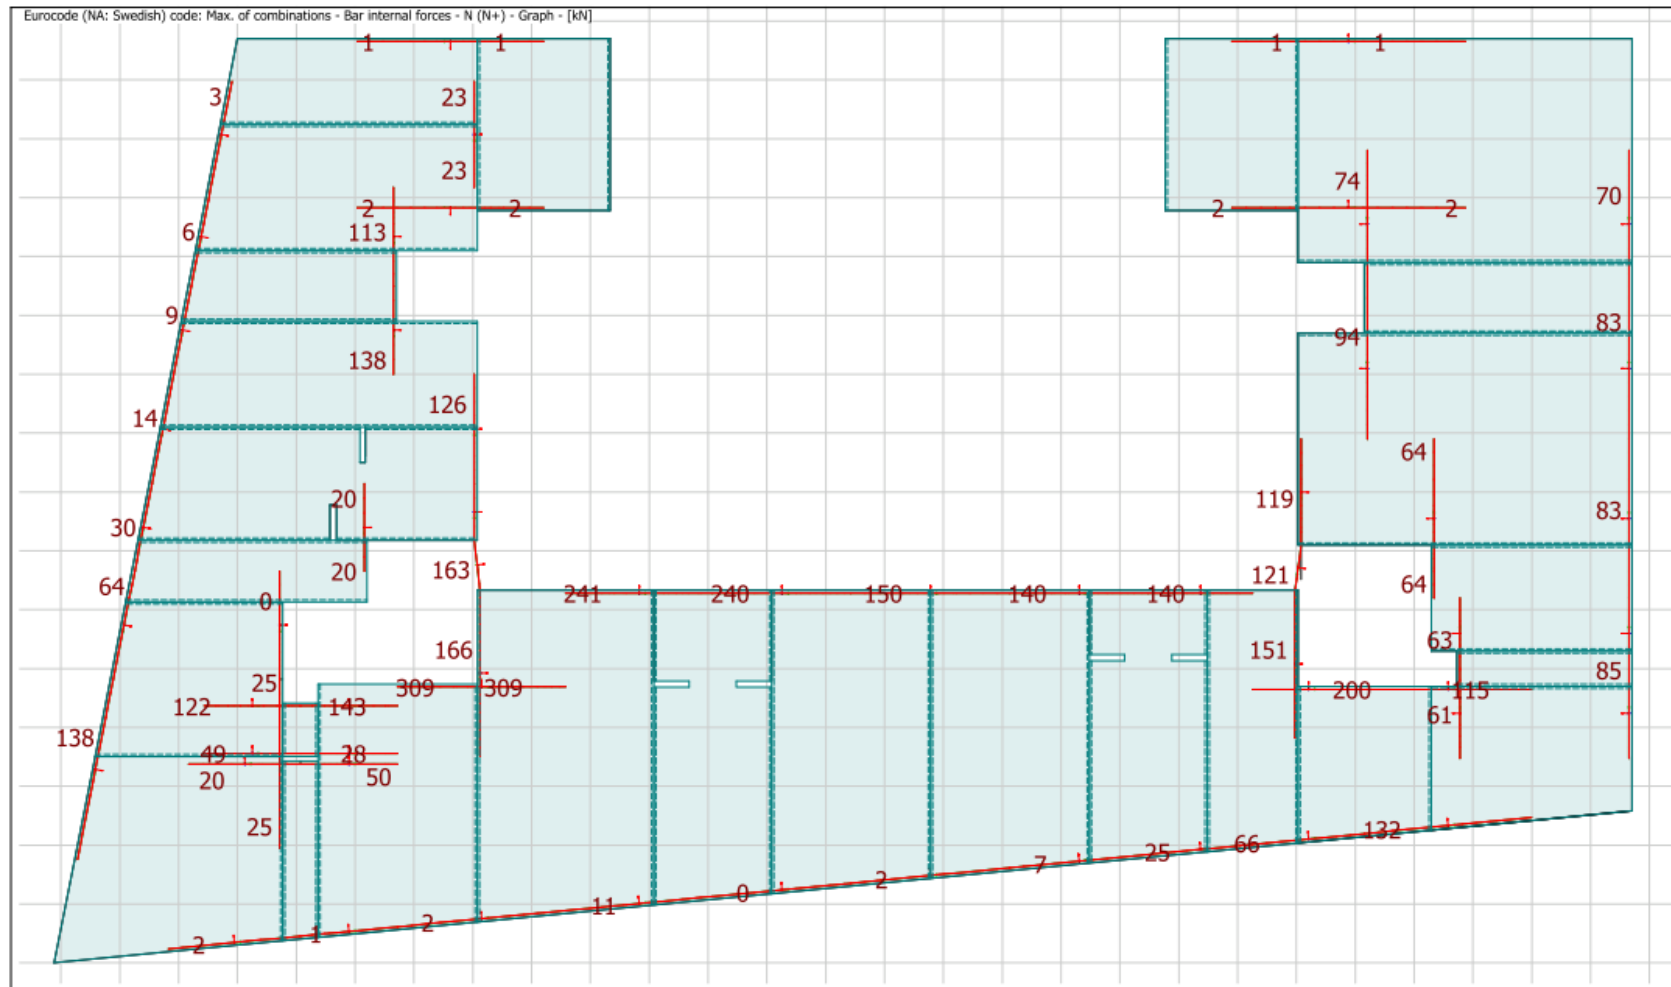 Eurocode (NA: Swedish) code: Max. of combinations - Bar internal forces - N (N+) - Graph - [kN]
1 1 1 1
3 23
23 74 70
2 2 2 2
6 113
9 83
138 94
14 126
64
20 119
30 83
163 20 121
64 64
0 241 240 150 140 140
166 151 63
25 309 309 85
122 143 200 115
138 61
49 28
20 50
25 132
66
25
7
2
0
11
2
1
2